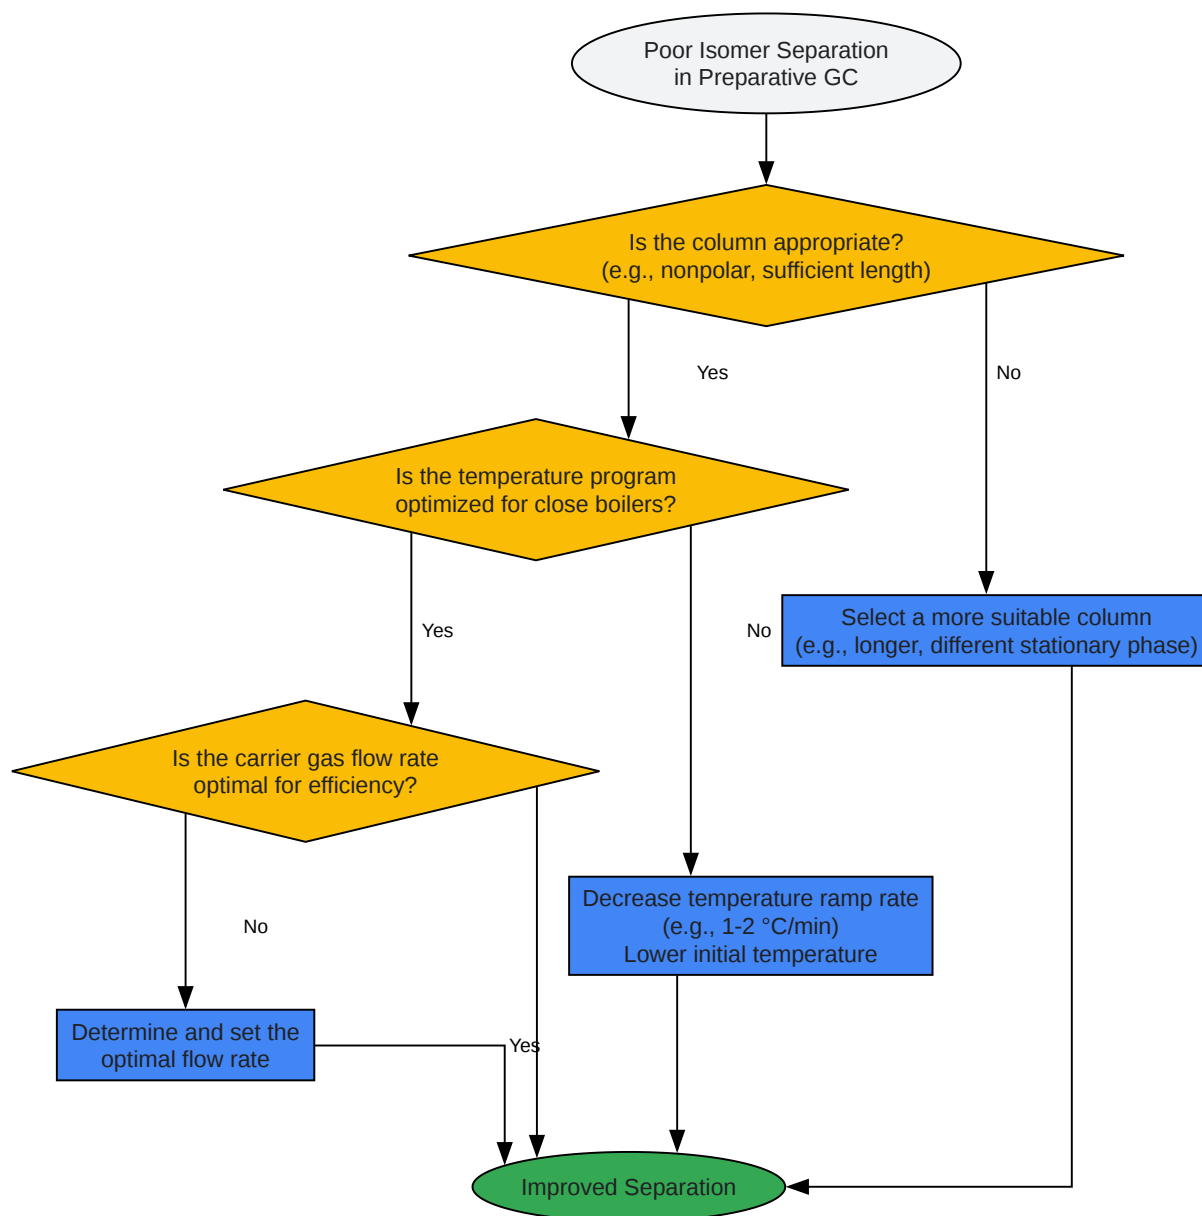 Poor Isomer Separation
in Preparative GC
Is the column appropriate?
(e.g., nonpolar, sufficient length)
Yes
No
Is the temperature program
optimized for close boilers?
Select a more suitable column
(e.g., longer, different stationary phase)
Yes
No
Is the carrier gas flow rate
optimal for efficiency?
Decrease temperature ramp rate
(e.g., 1-2 °C/min)
Lower initial temperature
No
Determine and set the
optimal flow rate
Yes
Improved Separation